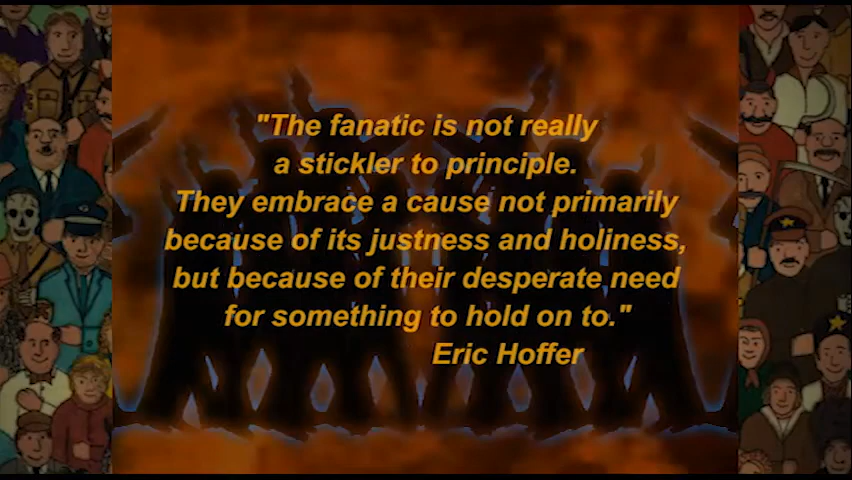 "The fanatic is not really
a stickler to principle.
They embrace a cause not primarily
because of its justness and holiness,
but because of their desperate need
for something to hold on to."
Eric Hoffer